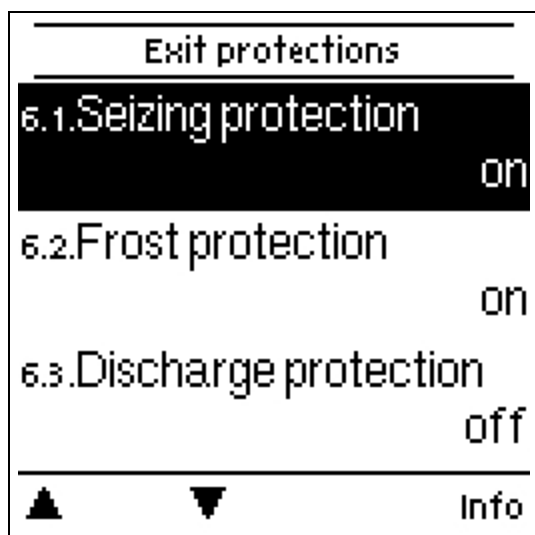 Exit protections
6.1.Seizing protection
on
6.2.Frost protection
on
6.3.Discharge protection
off
Info